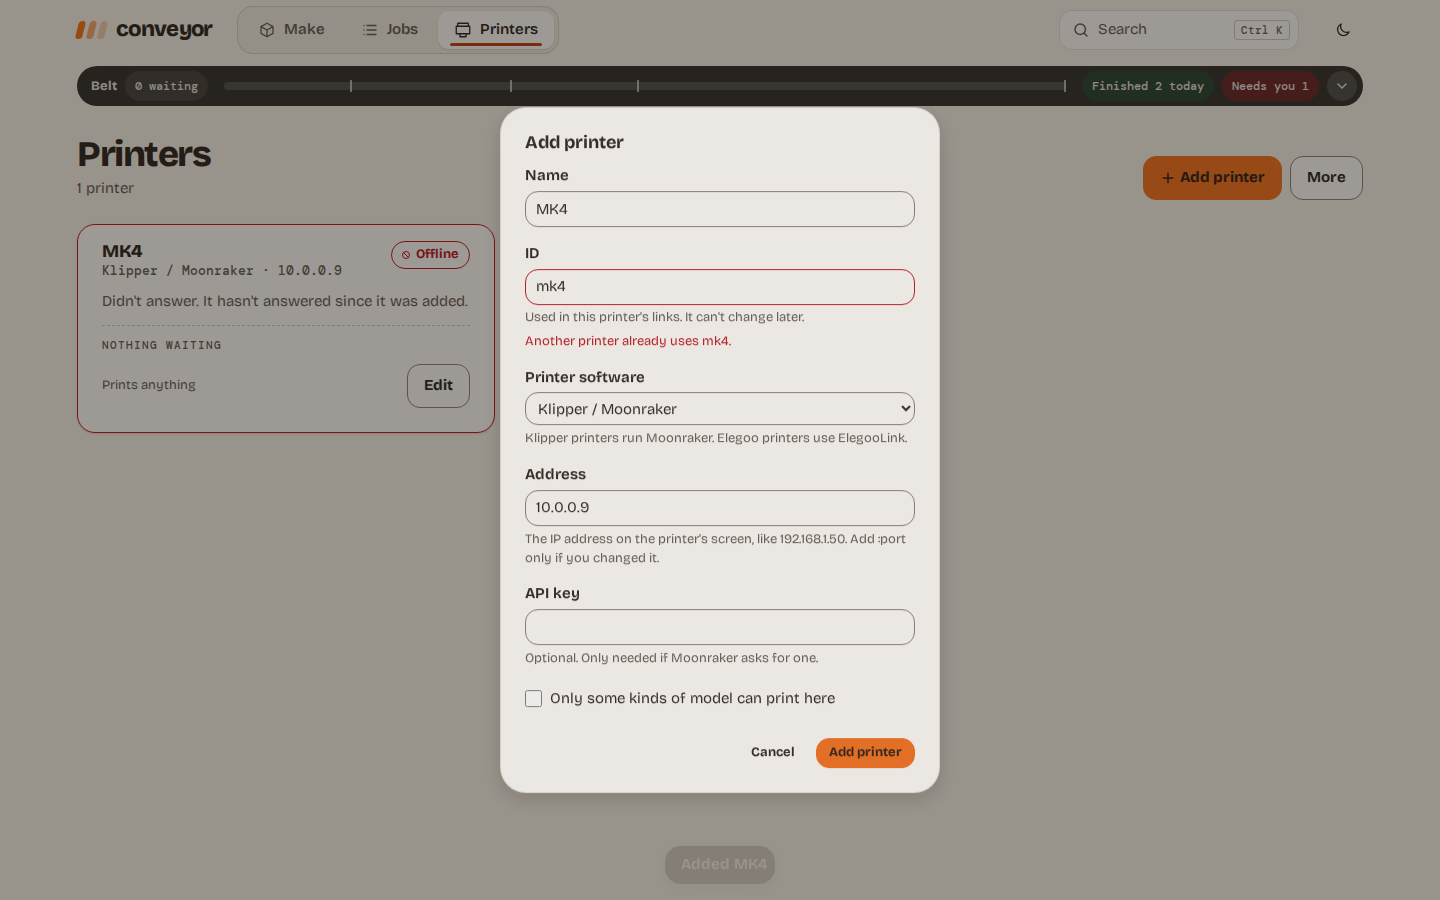 conveyor
Make
Jobs
Printers
Search
Ctrl K
Belt
0 waiting
Finished 2 today
Needs you 1
Printers
1 printer
Add printer
More
MK4
Offline
Klipper / Moonraker · 10.0.0.9
Didn't answer. It hasn't answered since it was added.
NOTHING WAITING
Prints anything
Edit
Add printer
Name
MK4
ID
mk4
Used in this printer's links. It can't change later.
Another printer already uses mk4.
Printer software
Klipper / Moonraker
Klipper printers run Moonraker. Elegoo printers use ElegooLink.
Address
10.0.0.9
The IP address on the printer's screen, like 192.168.1.50. Add :port
only if you changed it.
API key
Optional. Only needed if Moonraker asks for one.
Only some kinds of model can print here
Cancel
Add printer
Added MK4